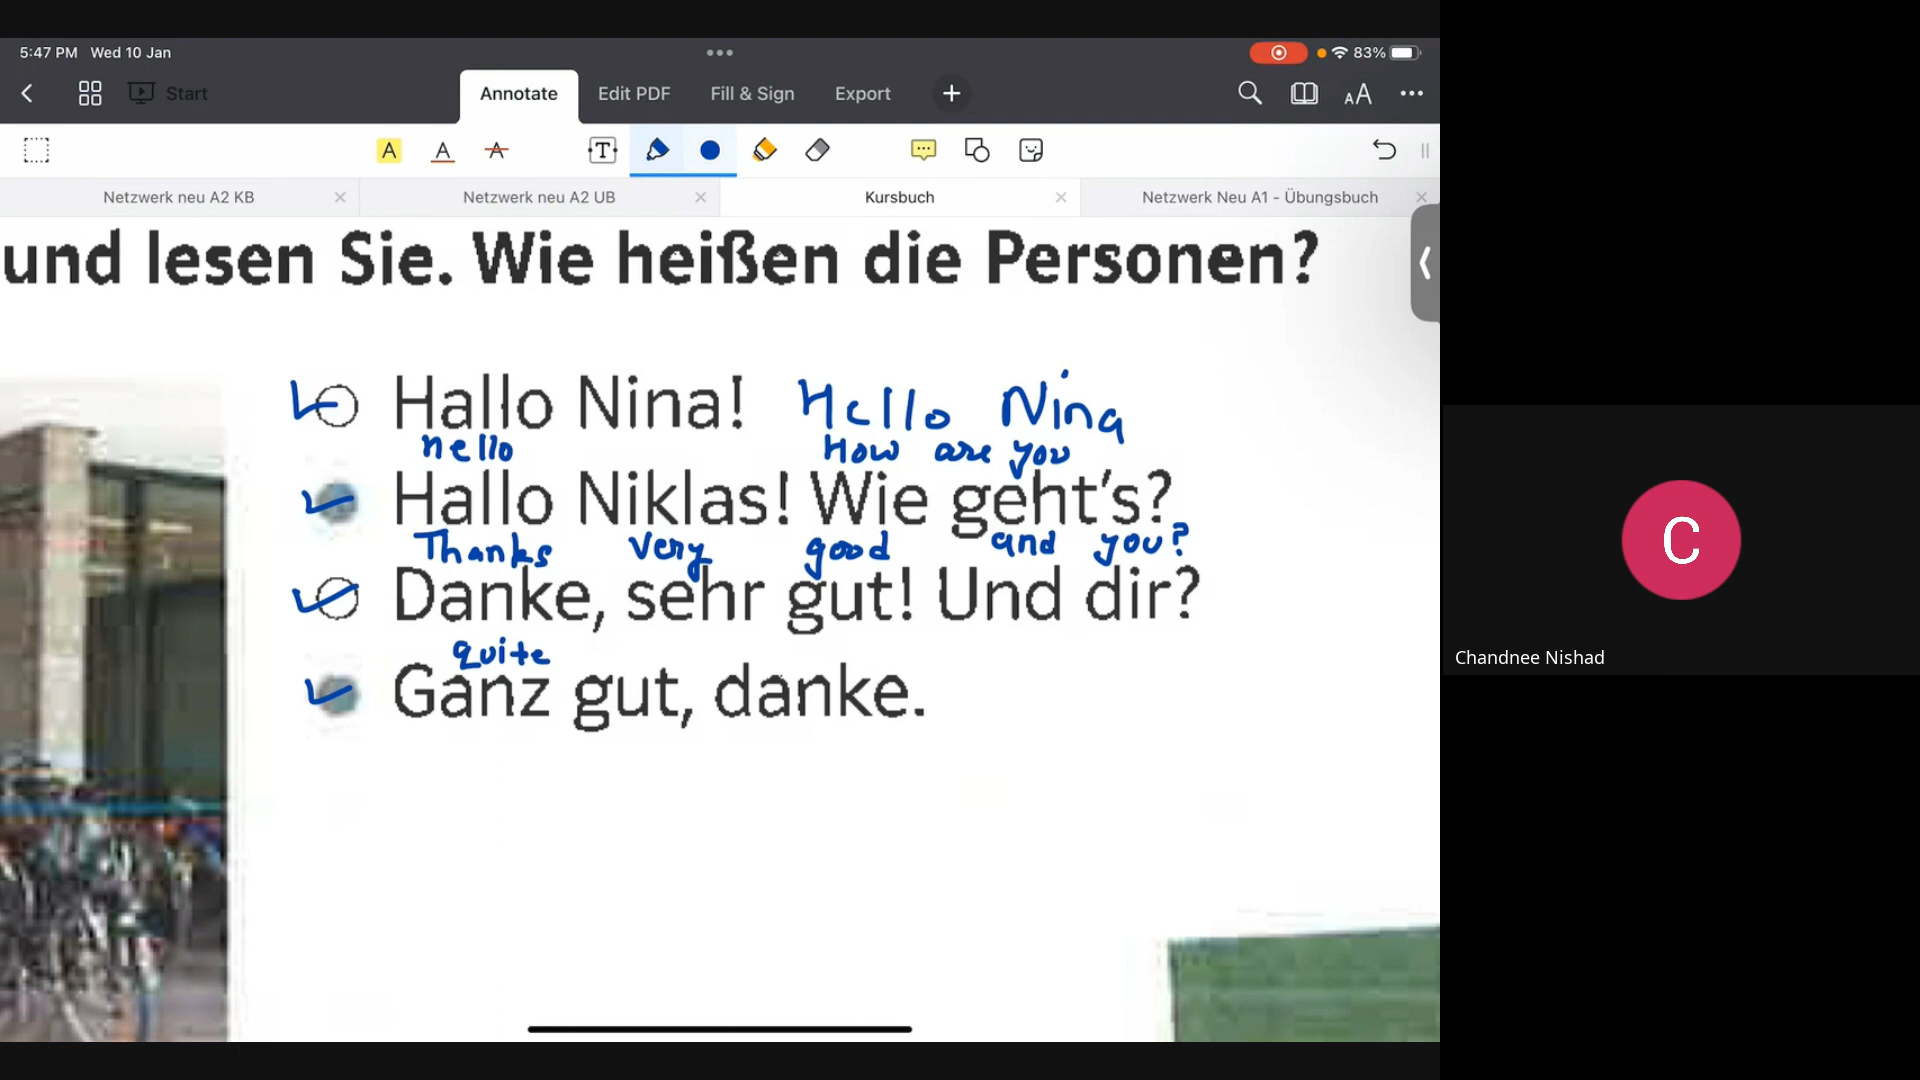 5:47 PM Wed 10 Jan 83%
Start Annotate Edit PDF Fill & Sign Export
Netzwerk neu A2 KB Netzwerk neu A2 UB Kursbuch Netzwerk Neu A1 - Übungsbuch
und lesen Sie. Wie heißen die Personen?
Hallo Nina! Hello Nina
hello How are you
Hallo Niklas! Wie geht's?
Thanks very good and you?
Danke, sehr gut! Und dir?
quite
Ganz gut, danke.
C
Chandnee Nishad